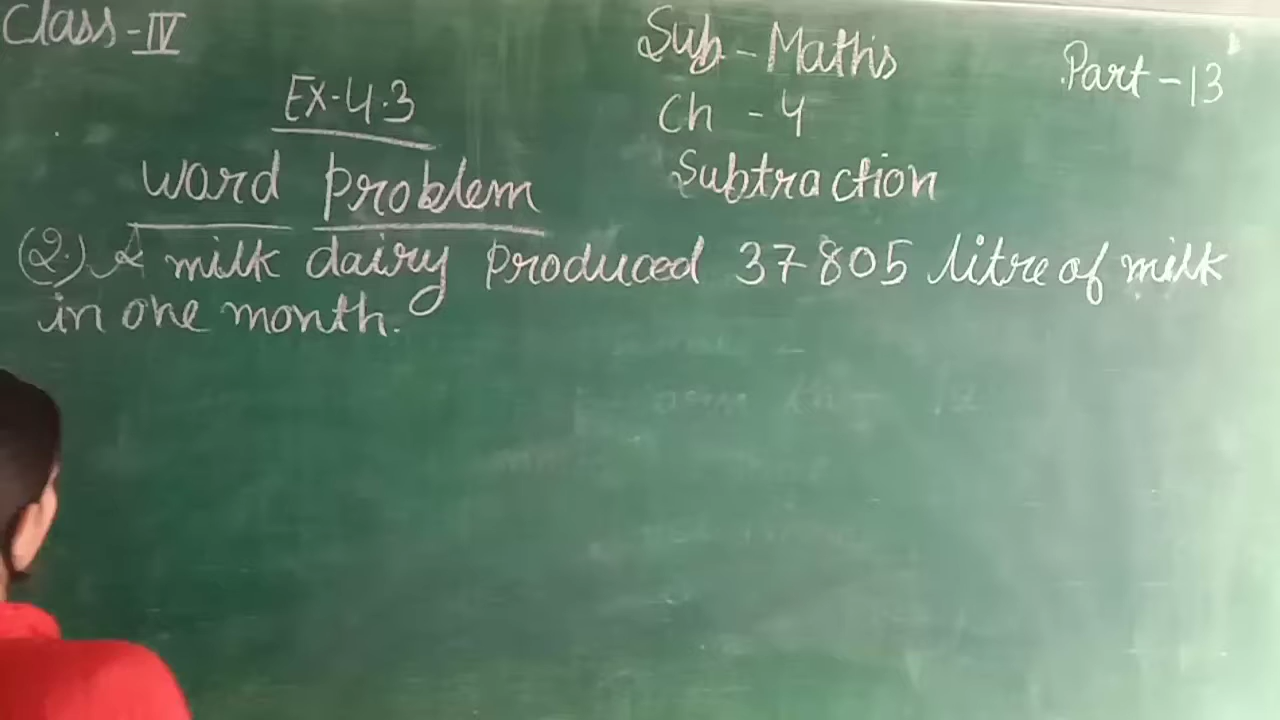 Class-IV
Sub-Maths
Part-13
Ex-4.3
Ch-4
word problem
Subtraction
(2.) A milk dairy produced 37805 litre of milk
in one month.